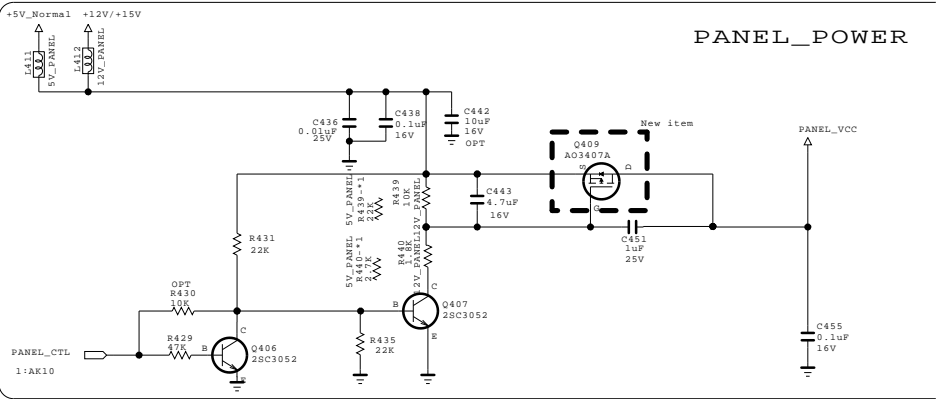 +5V_Normal +12V/+15V
PANEL_POWER
L411
5V_PANEL
L412
12V_PANEL
C436
0.01uF
25V
C438
0.1uF
16V
C442
10uF
16V
OPT
New item
Q409
AO3407A
S
D
G
PANEL_VCC
5V_PANEL
R439-*1
22K
R439
10K
12V_PANEL
C443
4.7uF
16V
R431
22K
5V_PANEL
R440-*1
2.7K
R440
1.8K
12V_PANEL
C451
1uF
25V
OPT
R430
10K
C
B
Q407
2SC3052
E
R429
47K
C
B
Q406
2SC3052
E
R435
22K
C455
0.1uF
16V
PANEL_CTL
1:AK10